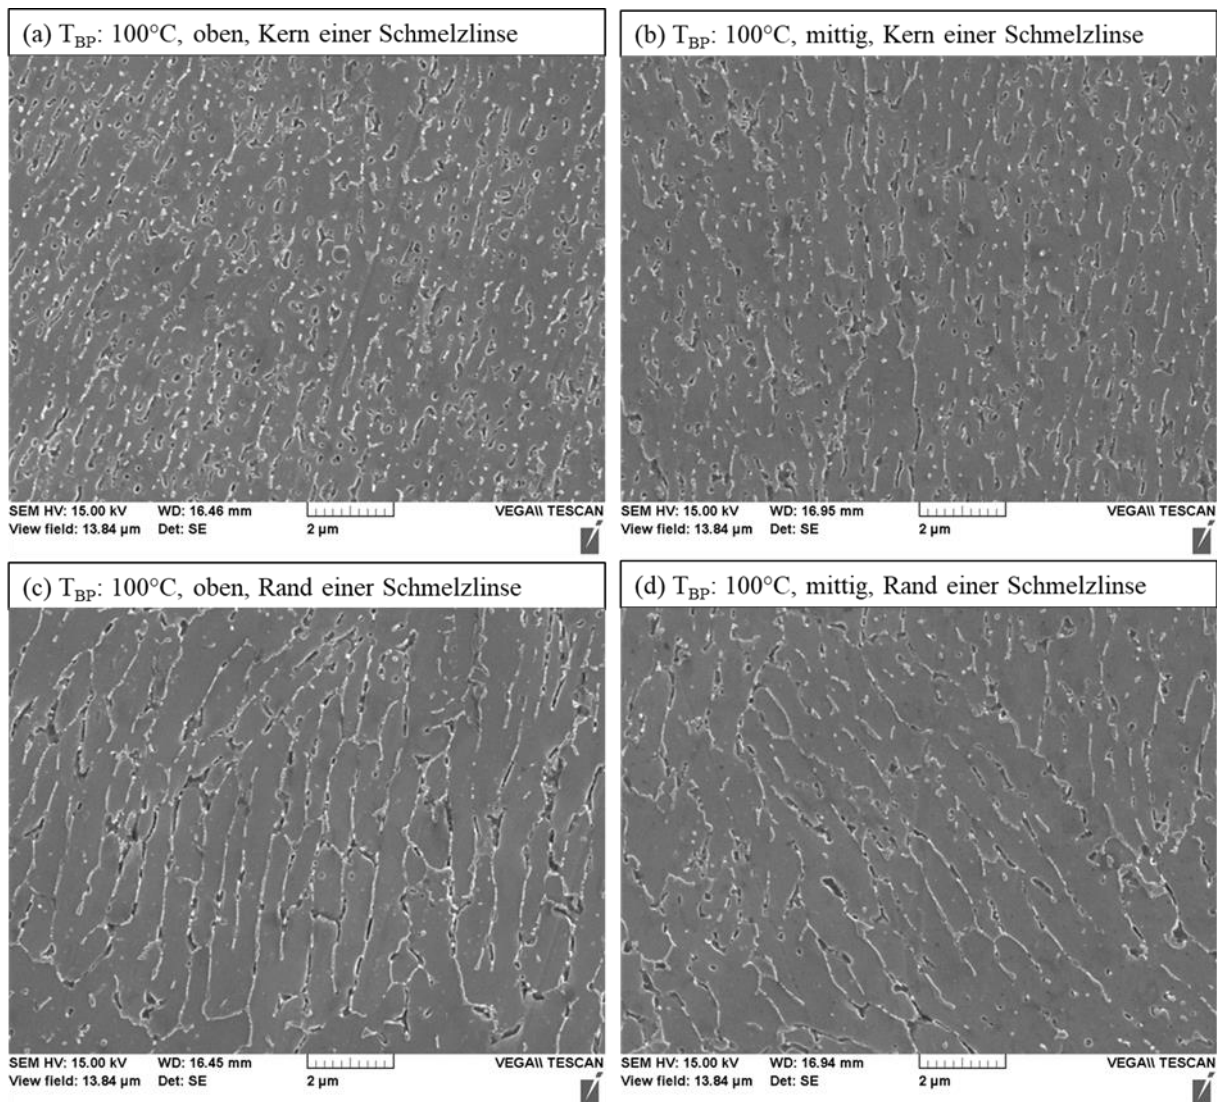 (a) T_BP: 100°C, oben, Kern einer Schmelzlinse
SEM HV: 15.00 kV WD: 16.46 mm VEGA\\ TESCAN
View field: 13.84 µm Det: SE 2 µm
(b) T_BP: 100°C, mittig, Kern einer Schmelzlinse
SEM HV: 15.00 kV WD: 16.95 mm VEGA\\ TESCAN
View field: 13.84 µm Det: SE 2 µm
(c) T_BP: 100°C, oben, Rand einer Schmelzlinse
SEM HV: 15.00 kV WD: 16.45 mm VEGA\\ TESCAN
View field: 13.84 µm Det: SE 2 µm
(d) T_BP: 100°C, mittig, Rand einer Schmelzlinse
SEM HV: 15.00 kV WD: 16.94 mm VEGA\\ TESCAN
View field: 13.84 µm Det: SE 2 µm